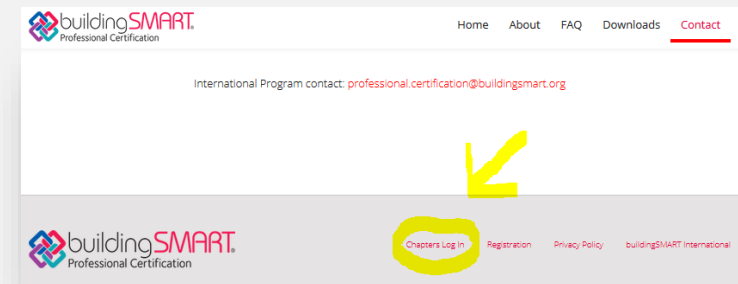 buildingSMART.
Professional Certification
Home About FAQ Downloads Contact
International Program contact: professional.certification@buildingsmart.org
buildingSMART.
Professional Certification
Chapters Log In Registration Privacy Policy buildingSMART International